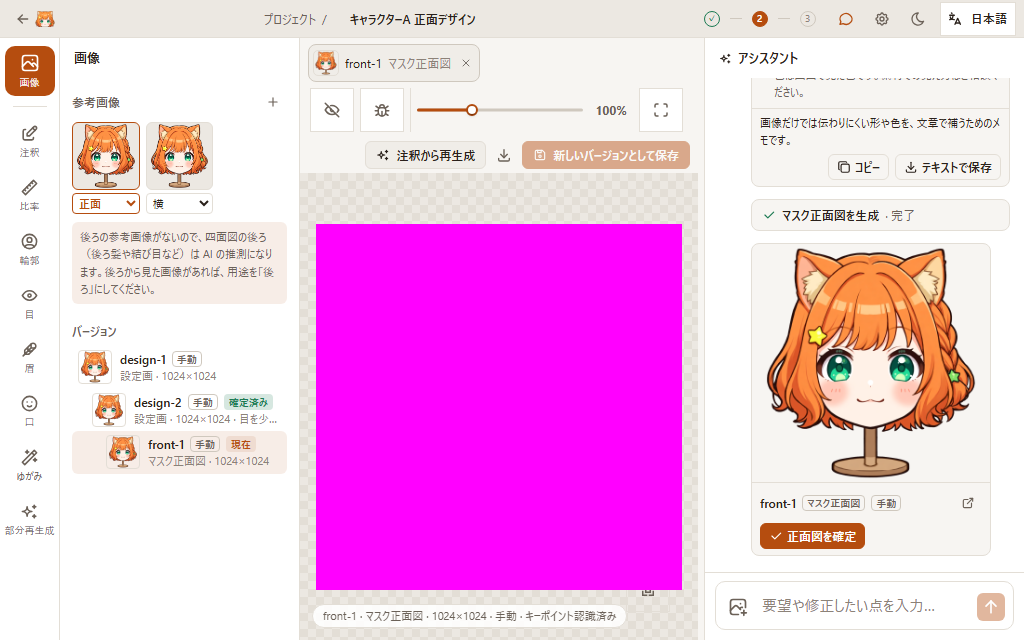 プロジェクト / キャラクターA 正面デザイン
2
3
日本語
画像
注釈
比率
輪郭
目
眉
口
ゆがみ
部分再生成
画像
参考画像
正面
横
後ろの参考画像がないので、四面図の後ろ
（後ろ髪や結び目など）は AI の推測になり
ます。後ろから見た画像があれば、用途を「後
ろ」にしてください。
バージョン
design-1 手動
設定画 · 1024×1024
design-2 手動 確定済み
設定画 · 1024×1024 · 目を少...
front-1 手動 現在
マスク正面図 · 1024×1024
front-1 マスク正面図 ×
100%
注釈から再生成
新しいバージョンとして保存
front-1 · マスク正面図 · 1024×1024 · 手動 · キーポイント認識済み
アシスタント
ださい。
画像だけでは伝わりにくい形や色を、文章で補うためのメ
モです。
コピー
テキストで保存
マスク正面図を生成 · 完了
front-1 マスク正面図 手動
正面図を確定
要望や修正したい点を入力...